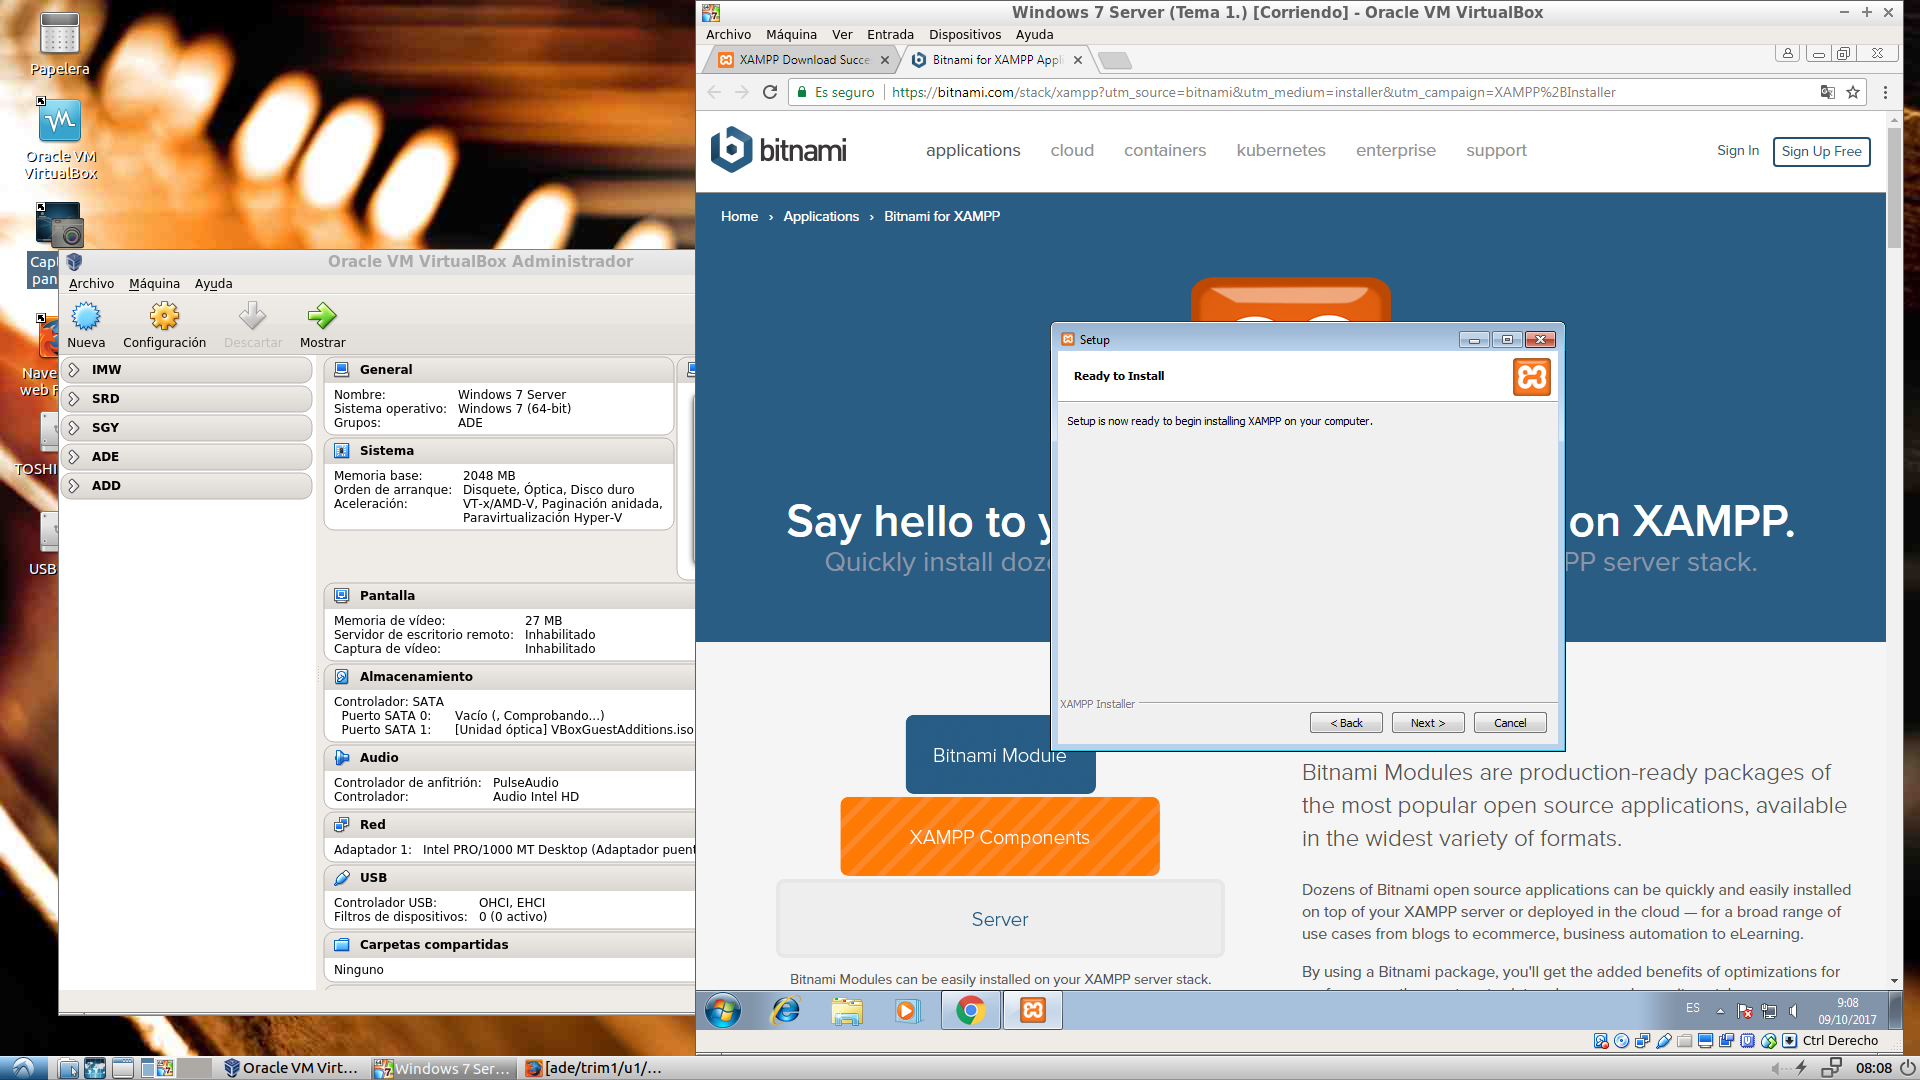 Papelera
Oracle VM
VirtualBox
Oracle VM VirtualBox Administrador
Archivo Máquina Ayuda
Nueva Configuración Descartar Mostrar
IMW
SRD
SGY
ADE
ADD
TOSHI
USB
General
Nombre: Windows 7 Server
Sistema operativo: Windows 7 (64-bit)
Grupos: ADE
Sistema
Memoria base: 2048 MB
Orden de arranque: Disquete, Óptica, Disco duro
Aceleración: VT-x/AMD-V, Paginación anidada,
Paravirtualización Hyper-V
Pantalla
Memoria de vídeo: 27 MB
Servidor de escritorio remoto: Inhabilitado
Captura de vídeo: Inhabilitado
Almacenamiento
Controlador: SATA
Puerto SATA 0: Vacío (, Comprobando...)
Puerto SATA 1: [Unidad óptica] VBoxGuestAdditions.iso
Audio
Controlador de anfitrión: PulseAudio
Controlador: Audio Intel HD
Red
Adaptador 1: Intel PRO/1000 MT Desktop (Adaptador puent
USB
Controlador USB: OHCI, EHCI
Filtros de dispositivos: 0 (0 activo)
Carpetas compartidas
Ninguno
Windows 7 Server (Tema 1.) [Corriendo] - Oracle VM VirtualBox
Archivo Máquina Ver Entrada Dispositivos Ayuda
XAMPP Download Succe
Bitnami for XAMPP Appl
Es seguro https://bitnami.com/stack/xampp?utm_source=bitnami&utm_medium=installer&utm_campaign=XAMPP%2BInstaller
bitnami
applications cloud containers kubernetes enterprise support
Sign In Sign Up Free
Home › Applications › Bitnami for XAMPP
Say hello to y on XAMPP.
Quickly install doze PP server stack.
Setup
Ready to Install
Setup is now ready to begin installing XAMPP on your computer.
XAMPP Installer
< Back Next > Cancel
Bitnami Module
XAMPP Components
Server
Bitnami Modules can be easily installed on your XAMPP server stack.
Bitnami Modules are production-ready packages of
the most popular open source applications, available
in the widest variety of formats.
Dozens of Bitnami open source applications can be quickly and easily installed
on top of your XAMPP server or deployed in the cloud — for a broad range of
use cases from blogs to ecommerce, business automation to eLearning.
By using a Bitnami package, you'll get the added benefits of optimizations for
ES
9:08
09/10/2017
Ctrl Derecho
Oracle VM Virt...
Windows 7 Ser...
[ade/trim1/u1/...
08:08